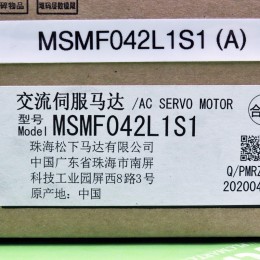 MSMF042L1S1 (A)
交流伺服马达 /AC SERVO MOTOR
型号
Model MSMF042L1S1
合
珠海松下马达有限公司
中国广东省珠海市南屏
科技工业园屏西8路3号
原产地：中国
Q/PMRZ
202004